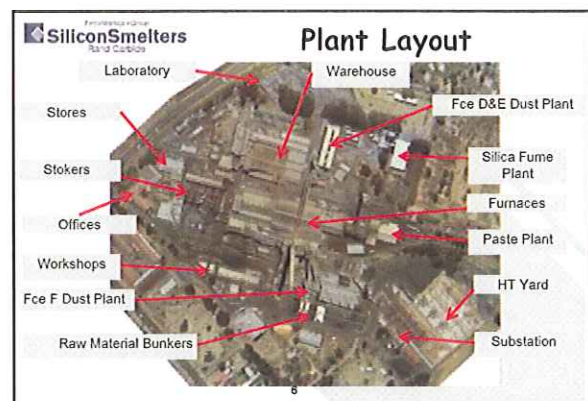 SiliconSmelters
Rand Carbide
Plant Layout
Laboratory
Warehouse
Fce D&E Dust Plant
Stores
Silica Fume
Plant
Stokers
Furnaces
Offices
Paste Plant
Workshops
HT Yard
Fce F Dust Plant
Raw Material Bunkers
Substation
6